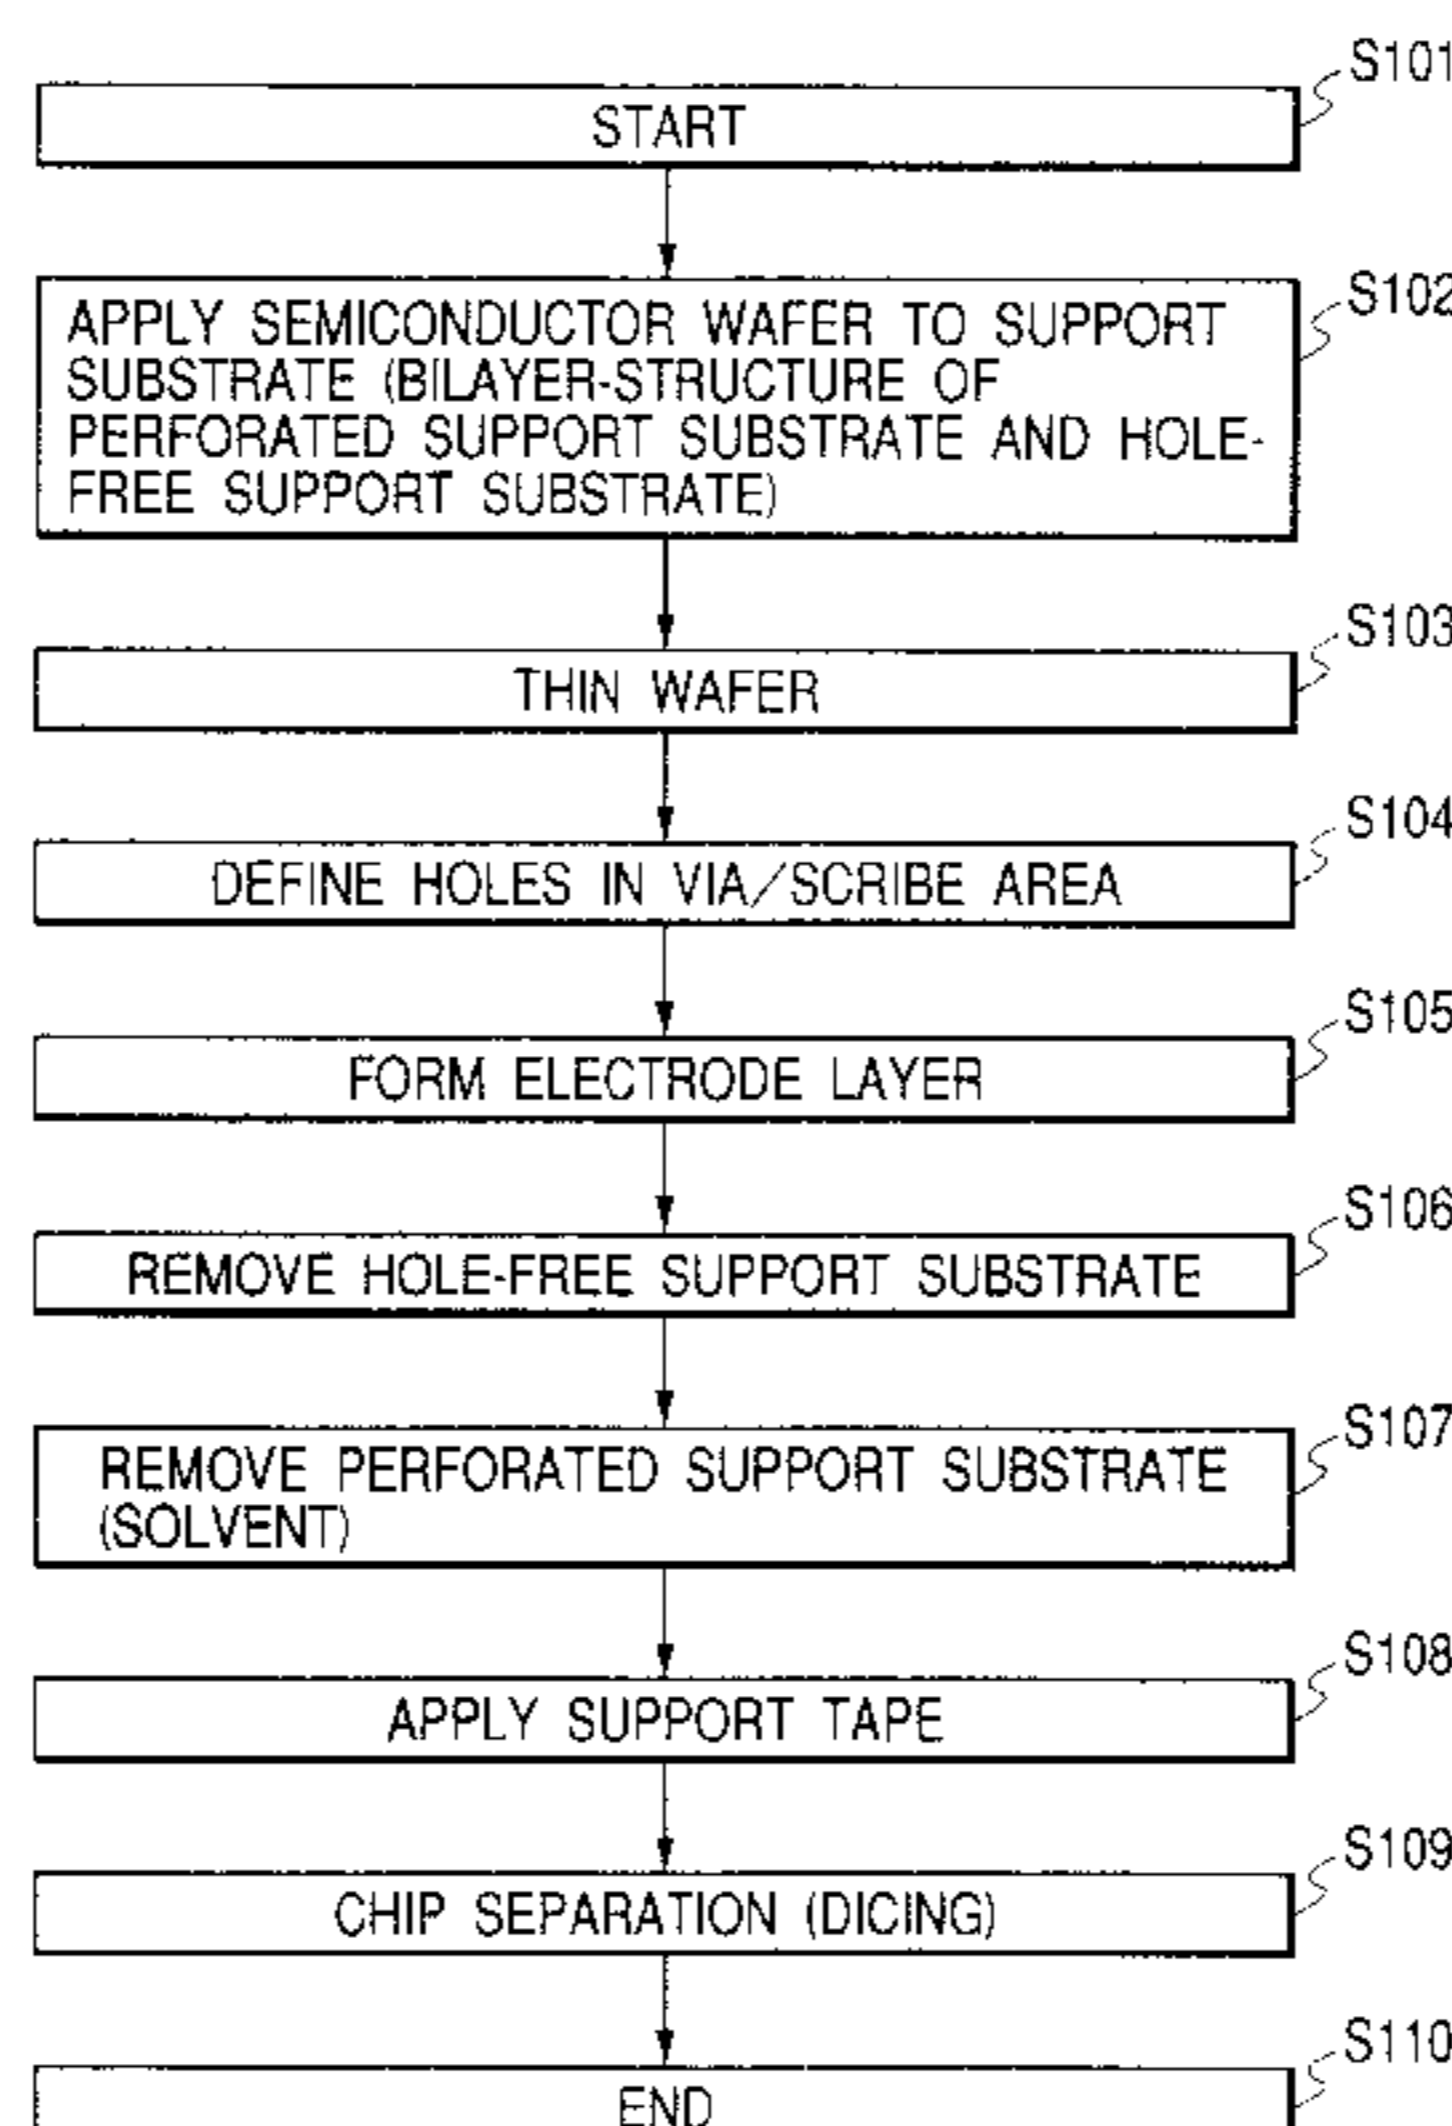 S101
START
S102
APPLY SEMICONDUCTOR WAFER TO SUPPORT
SUBSTRATE (BILAYER-STRUCTURE OF
PERFORATED SUPPORT SUBSTRATE AND HOLE-
FREE SUPPORT SUBSTRATE)
S103
THIN WAFER
S104
DEFINE HOLES IN VIA/SCRIBE AREA
S105
FORM ELECTRODE LAYER
S106
REMOVE HOLE-FREE SUPPORT SUBSTRATE
S107
REMOVE PERFORATED SUPPORT SUBSTRATE
(SOLVENT)
S108
APPLY SUPPORT TAPE
S109
CHIP SEPARATION (DICING)
S110
END